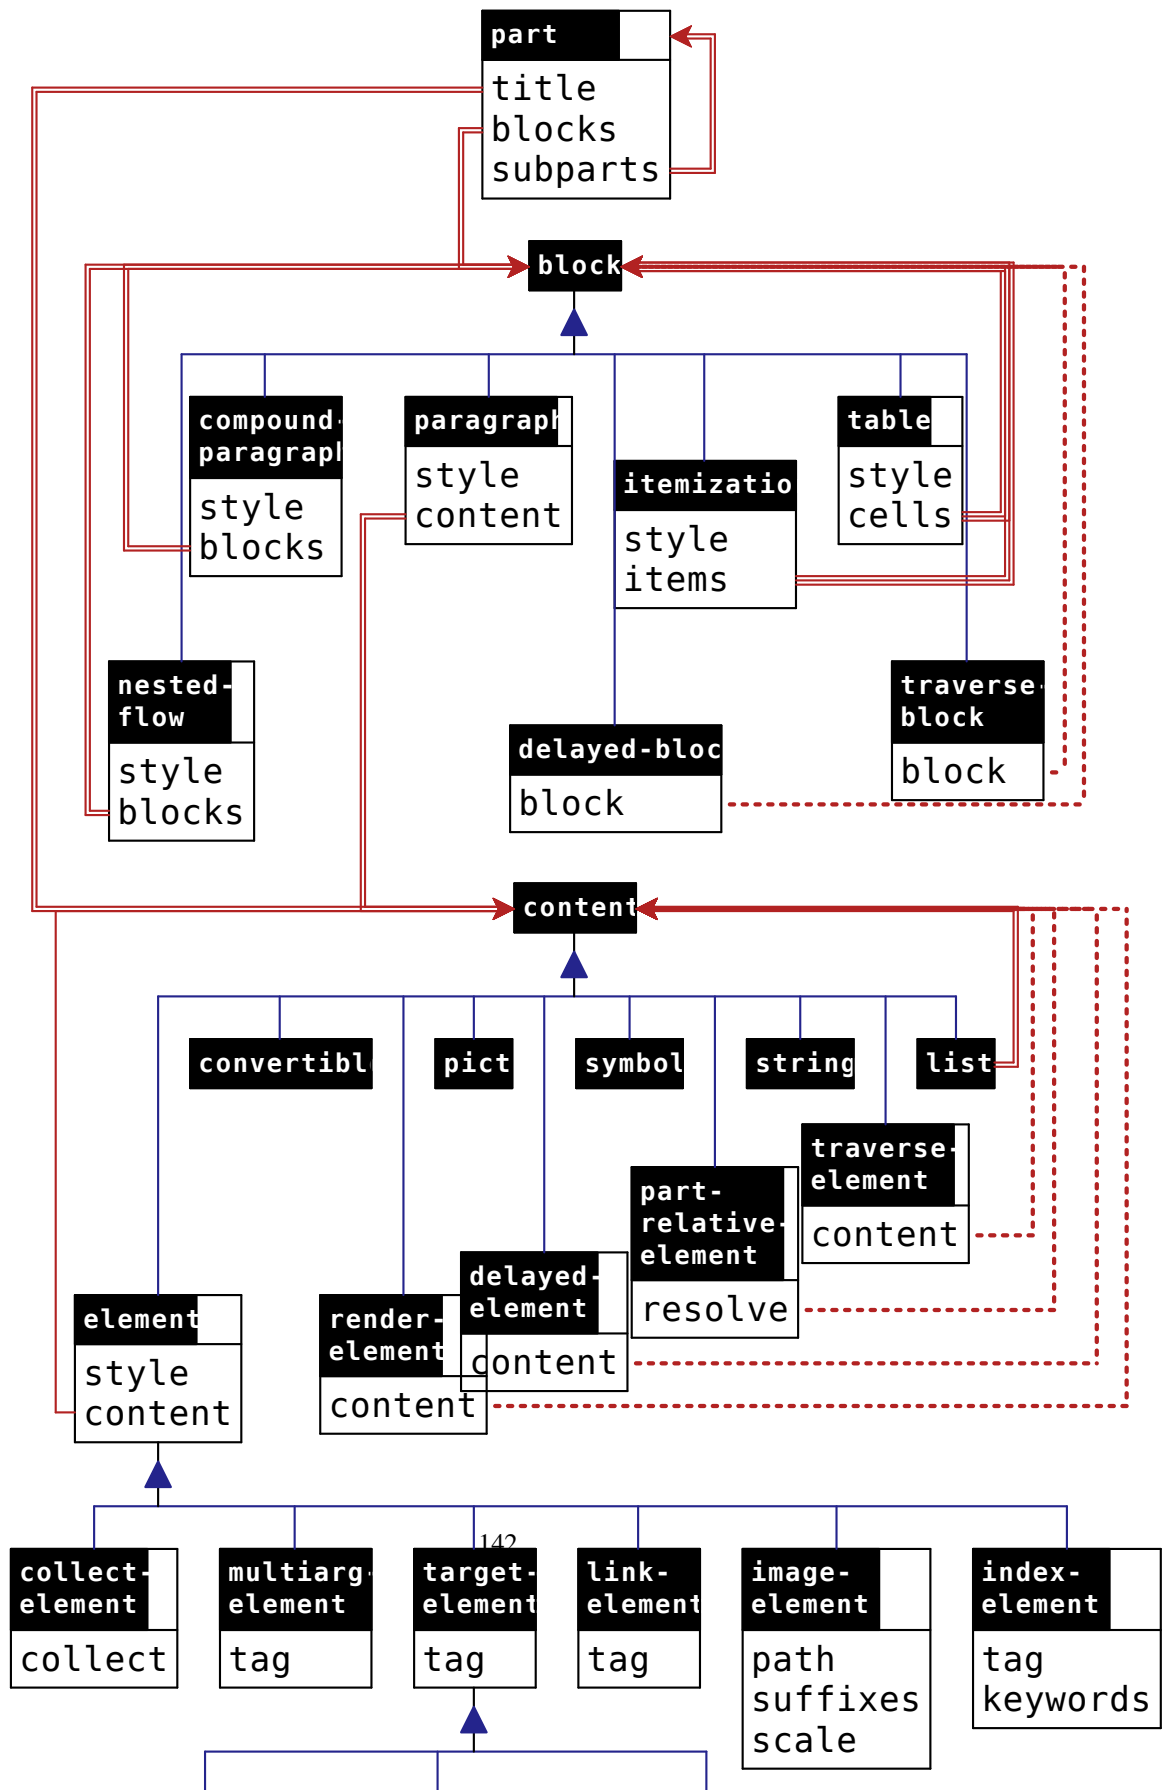 part
title
blocks
subparts
block
compound-
paragraph
style
blocks
paragraph
style
content
itemizatio
style
items
table
style
cells
nested-
flow
style
blocks
delayed-bloc
block
traverse-
block
block
content
convertible
pict
symbol
string
list
traverse-
element
content
part-
relative-
element
resolve
delayed-
element
content
render-
element
content
element
style
content
142
collect-
element
collect
multiarg-
element
tag
target-
element
tag
link-
element
tag
image-
element
path
suffixes
scale
index-
element
tag
keywords